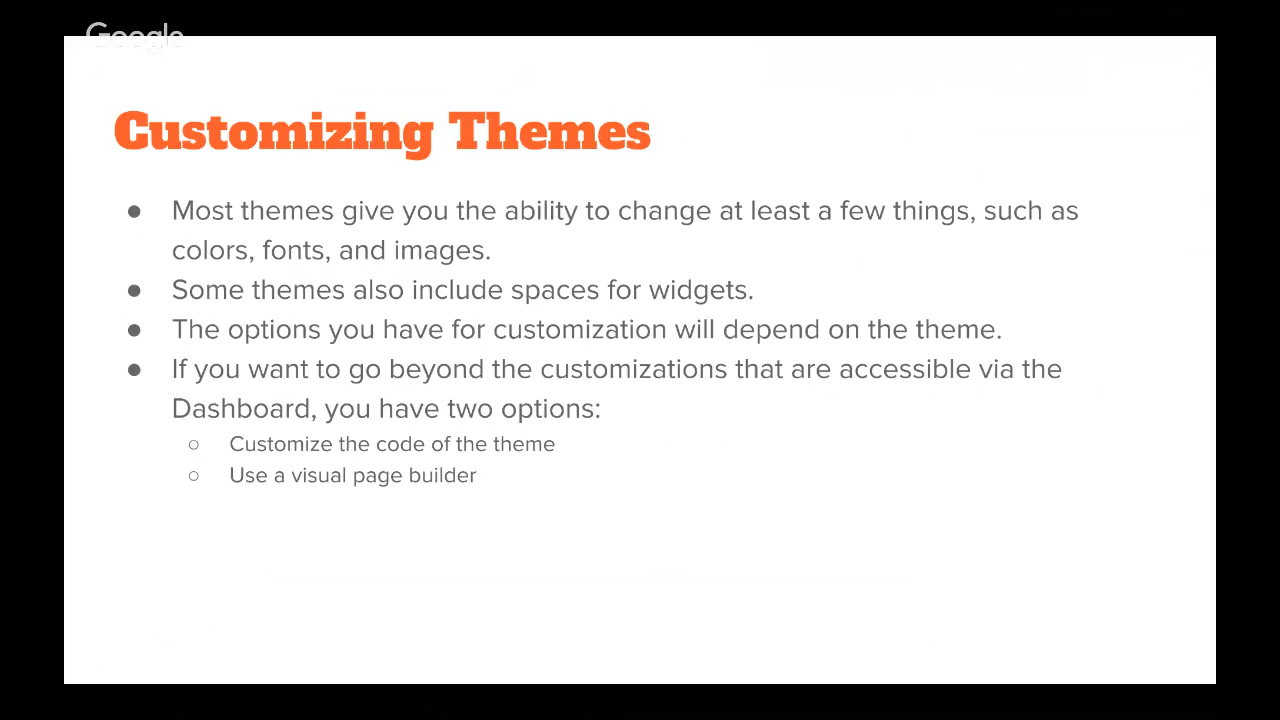 Google
Customizing Themes
● Most themes give you the ability to change at least a few things, such as
colors, fonts, and images.
● Some themes also include spaces for widgets.
● The options you have for customization will depend on the theme.
● If you want to go beyond the customizations that are accessible via the
Dashboard, you have two options:
○ Customize the code of the theme
○ Use a visual page builder